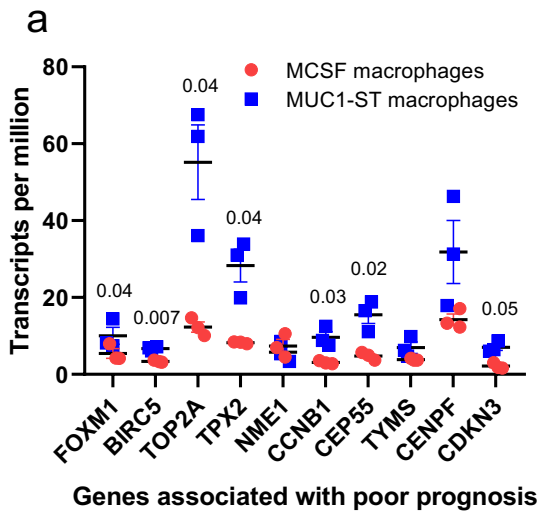 a
80
60
40
20
0
Transcripts per million
MCSF macrophages
MUC1-ST macrophages
0.04
0.007
0.04
0.04
0.03
0.02
0.05
FOXM1
BIRC5
TOP2A
TPX2
NME1
CCNB1
CEP55
TYMS
CENPF
CDKN3
Genes associated with poor prognosis